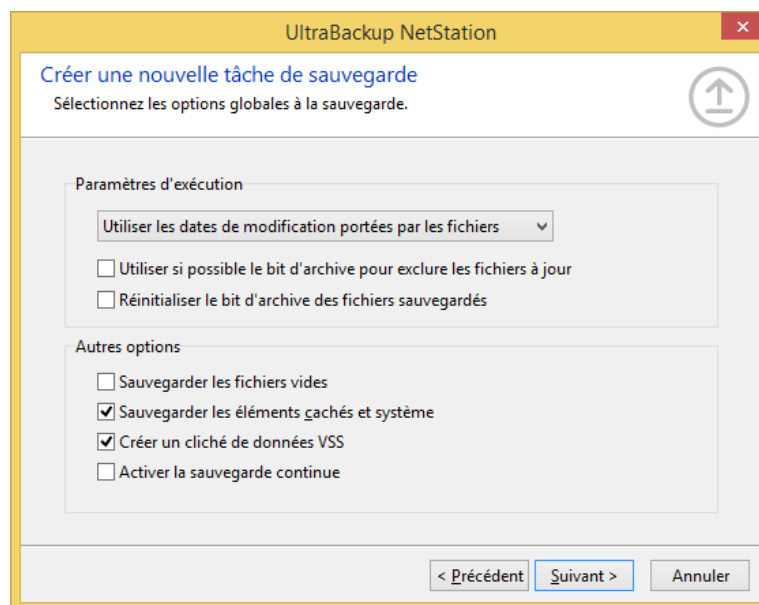 UltraBackup NetStation
Créer une nouvelle tâche de sauvegarde
Sélectionnez les options globales à la sauvegarde.
Paramètres d'exécution
Utiliser les dates de modification portées par les fichiers
Utiliser si possible le bit d'archive pour exclure les fichiers à jour
Réinitialiser le bit d'archive des fichiers sauvegardés
Autres options
Sauvegarder les fichiers vides
Sauvegarder les éléments cachés et système
Créer un cliché de données VSS
Activer la sauvegarde continue
< Précédent Suivant > Annuler